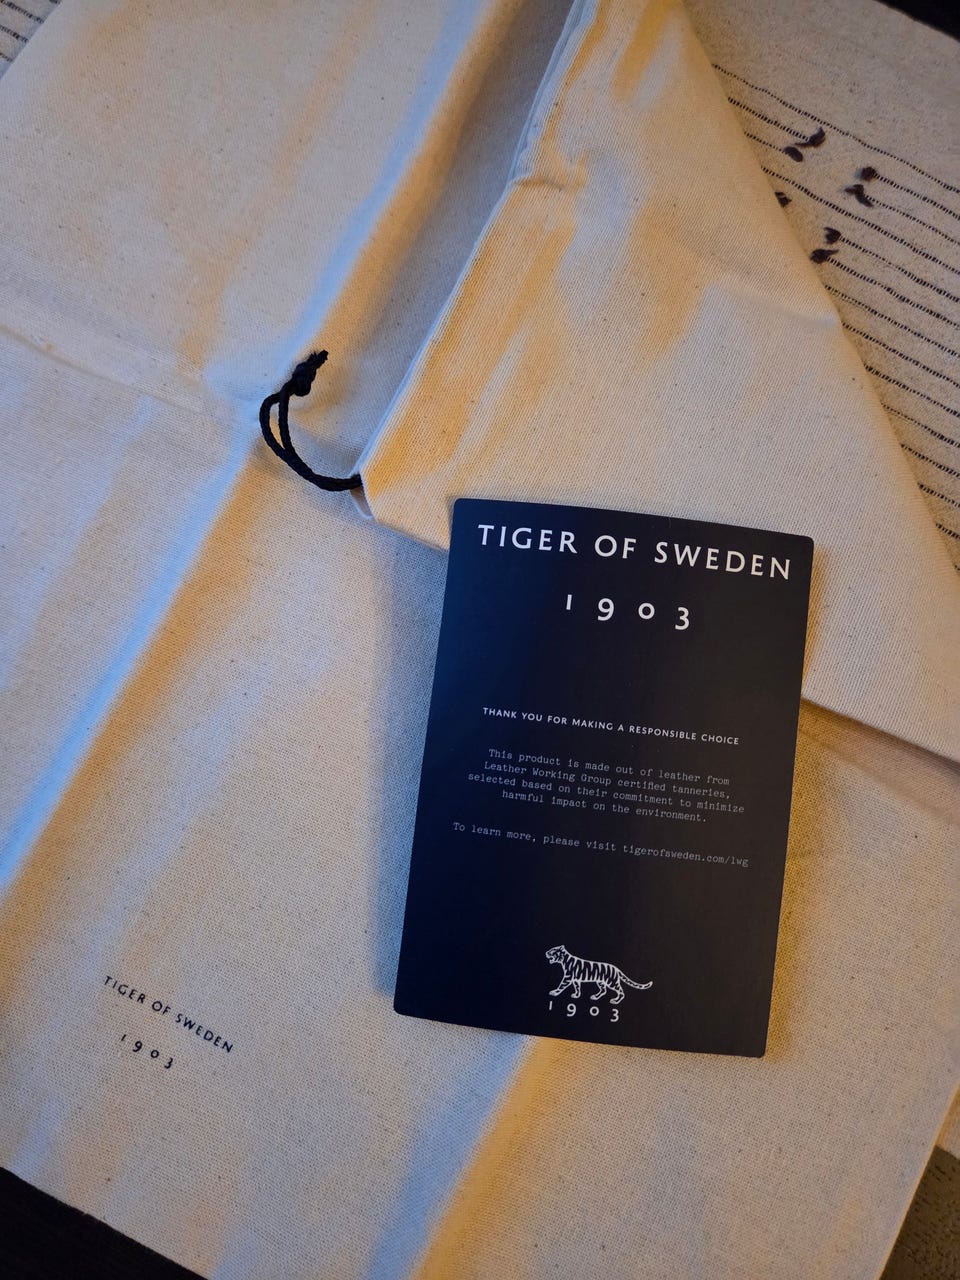 TIGER OF SWEDEN
1903
THANK YOU FOR MAKING A RESPONSIBLE CHOICE
This product is made out of leather from
Leather Working Group certified tanneries,
selected based on their commitment to minimize
harmful impact on the environment.
To learn more, please visit tigerofsweden.com/lwg
1903
TIGER OF SWEDEN
1903